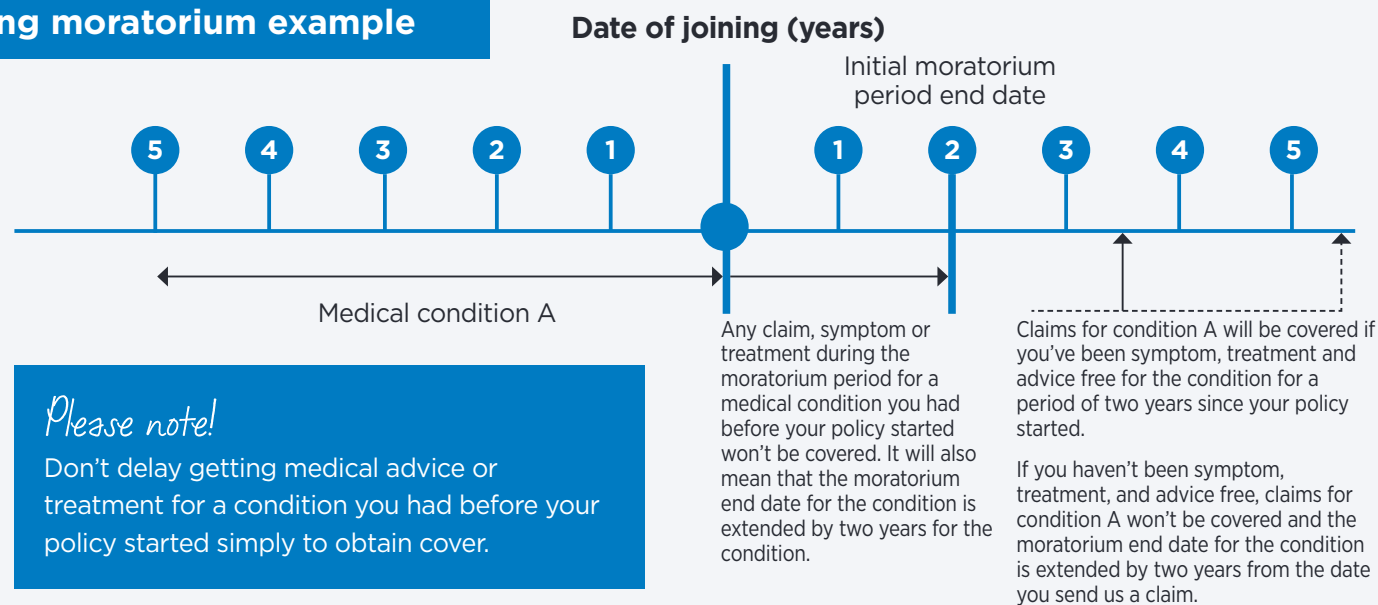 ng moratorium example
Date of joining (years)
Initial moratorium
period end date
5 4 3 2 1 1 2 3 4 5
Medical condition A
Any claim, symptom or
treatment during the
moratorium period for a
medical condition you had
before your policy started
won't be covered. It will also
mean that the moratorium
end date for the condition is
extended by two years for the
condition.
Claims for condition A will be covered if
you've been symptom, treatment and
advice free for the condition for a
period of two years since your policy
started.
If you haven't been symptom,
treatment, and advice free, claims for
condition A won't be covered and the
moratorium end date for the condition
is extended by two years from the date
you send us a claim.
Please note!
Don't delay getting medical advice or
treatment for a condition you had before your
policy started simply to obtain cover.